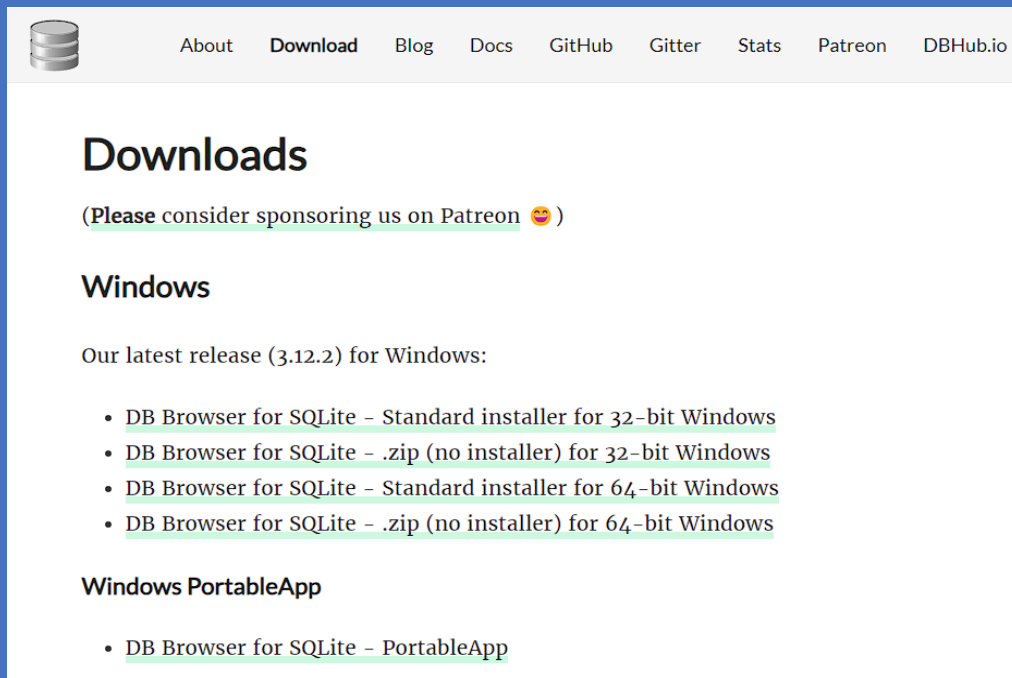 About Download Blog Docs GitHub Gitter Stats Patreon DBHub.io
Downloads
(Please consider sponsoring us on Patreon 😄 )
Windows
Our latest release (3.12.2) for Windows:
• DB Browser for SQLite – Standard installer for 32-bit Windows
• DB Browser for SQLite – .zip (no installer) for 32-bit Windows
• DB Browser for SQLite – Standard installer for 64-bit Windows
• DB Browser for SQLite – .zip (no installer) for 64-bit Windows
Windows PortableApp
• DB Browser for SQLite – PortableApp